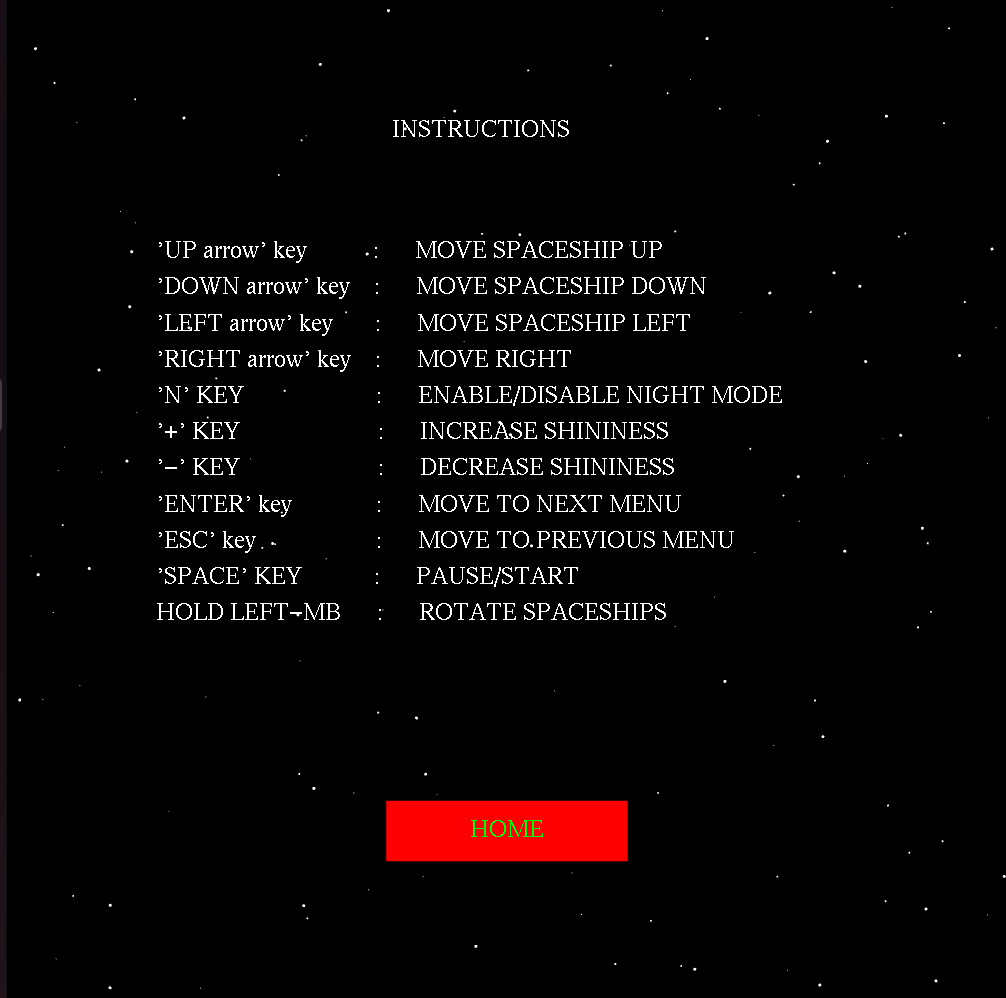 INSTRUCTIONS
’UP arrow’ key : MOVE SPACESHIP UP
’DOWN arrow’ key : MOVE SPACESHIP DOWN
’LEFT arrow’ key : MOVE SPACESHIP LEFT
’RIGHT arrow’ key : MOVE RIGHT
’N’ KEY : ENABLE/DISABLE NIGHT MODE
’+’ KEY : INCREASE SHININESS
’−’ KEY : DECREASE SHININESS
’ENTER’ key : MOVE TO NEXT MENU
’ESC’ key : MOVE TO PREVIOUS MENU
’SPACE’ KEY : PAUSE/START
HOLD LEFT−MB : ROTATE SPACESHIPS
HOME